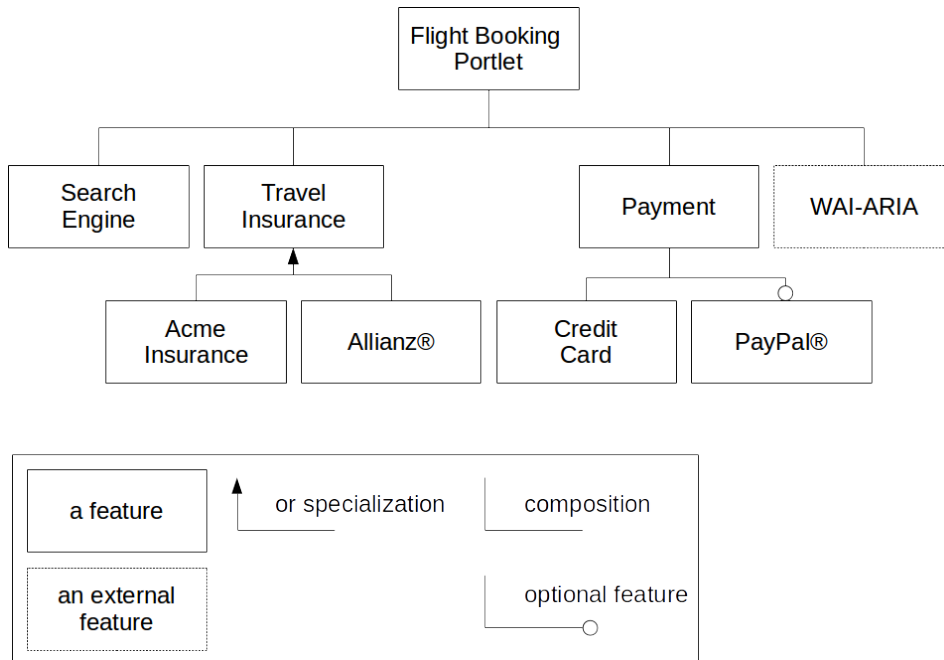 Flight Booking
Portlet
Search
Engine
Travel
Insurance
Payment
WAI-ARIA
Acme
Insurance
Allianz®
Credit
Card
PayPal®
a feature
or specialization
composition
an external
feature
optional feature